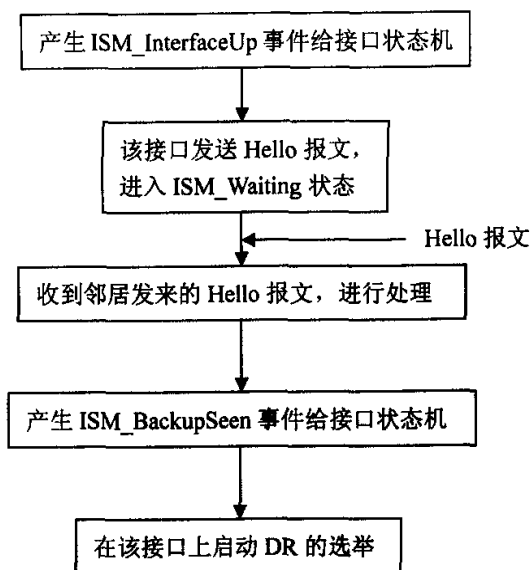 产生 ISM_InterfaceUp 事件给接口状态机
该接口发送 Hello 报文，
进入 ISM_Waiting 状态
Hello 报文
收到邻居发来的 Hello 报文，进行处理
产生 ISM_BackupSeen 事件给接口状态机
在该接口上启动 DR 的选举